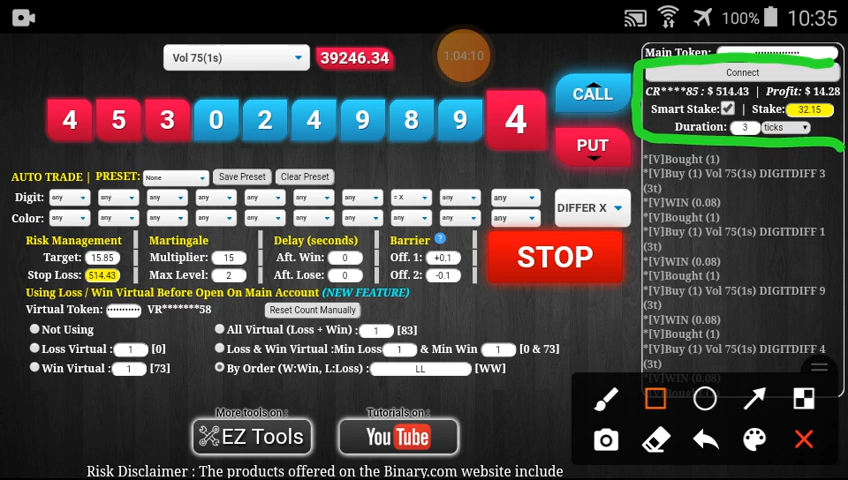 100% 10:35
Vol 75(1s) 39246.34 1:04:10
Main Token: ***************
Connect
CR****85 : $ 514.43 | Profit: $ 14.28
Smart Stake: | Stake: 32.15
Duration: 3 ticks
CALL
4 5 3 0 2 4 9 8 9 4
PUT
AUTO TRADE | PRESET: None Save Preset Clear Preset
Digit: any any any any any any any = X any any
Color: any any any any any any any any any any
DIFFER X
Risk Management Martingale Delay (seconds) Barrier ?
Target: 15.85 Multiplier: 15 Aft. Win: 0 Off. 1: +0.1
Stop Loss: 514.43 Max Level: 2 Aft. Lose: 0 Off. 2: -0.1
STOP
Using Loss / Win Virtual Before Open On Main Account (NEW FEATURE)
Virtual Token: *********** VR*******58 Reset Count Manually
Not Using All Virtual (Loss + Win) : 1 [83]
Loss Virtual : 1 [0] Loss & Win Virtual :Min Loss 1 & Min Win 1 [0 & 73]
Win Virtual : 1 [73] By Order (W:Win, L:Loss) : LL [WW]
*[V]Bought (1)
*[V]Buy (1) Vol 75(1s) DIGITDIFF 3
(3t)
*[V]WIN (0.08)
*[V]Bought (1)
*[V]Buy (1) Vol 75(1s) DIGITDIFF 1
(3t)
*[V]WIN (0.08)
*[V]Bought (1)
*[V]Buy (1) Vol 75(1s) DIGITDIFF 9
(3t)
*[V]WIN (0.08)
*[V]Bought (1)
*[V]Buy (1) Vol 75(1s) DIGITDIFF 4
(3t)
*[V]WIN (0.08)
More tools on : Tutorials on :
EZ Tools YouTube
Risk Disclaimer : The products offered on the Binary.com website include